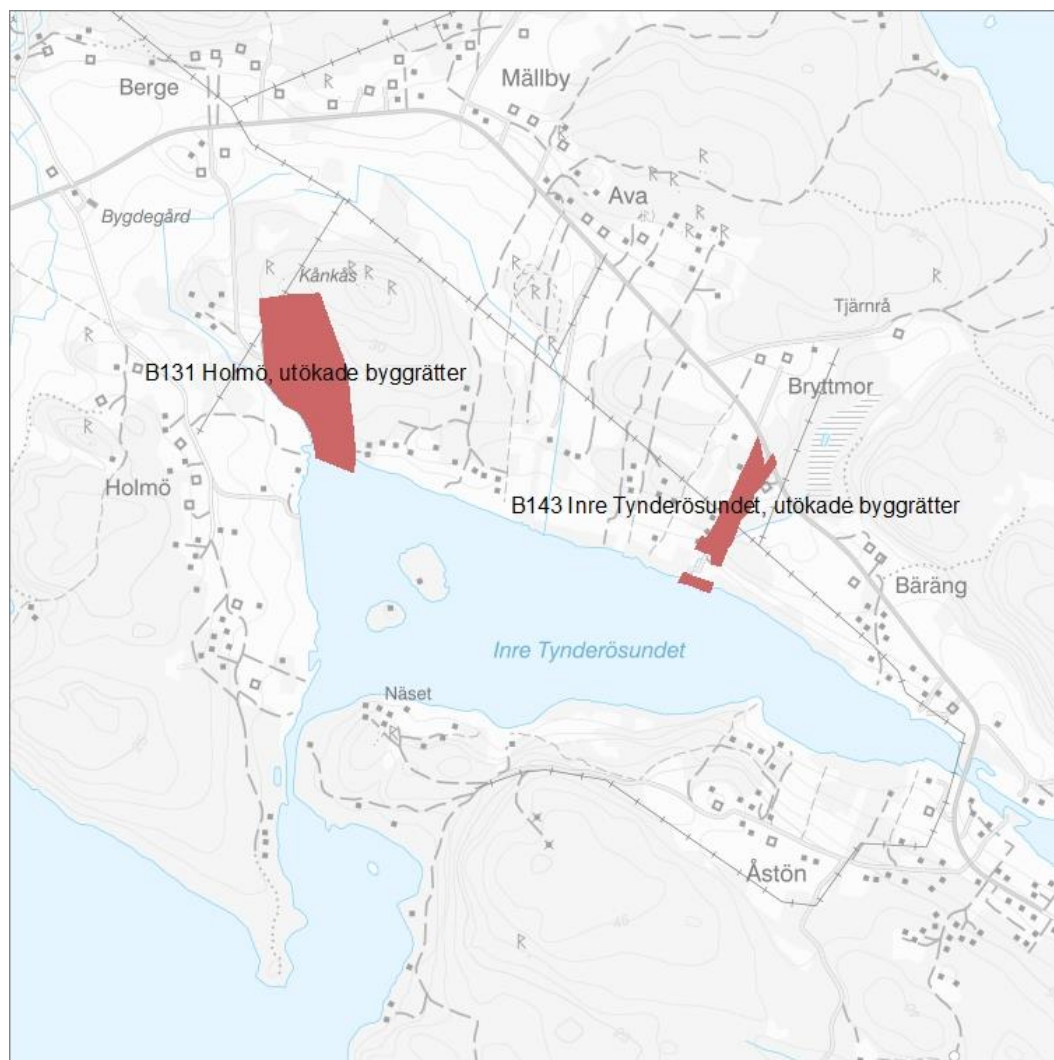 Mällby
Berge
Ava
Bygdegård
Kånkås
Tjärnrå
B131 Holmö, utökade byggrätter
Bryttmor
Holmö
B143 Inre Tynderösundet, utökade byggrätter
Bäräng
Inre Tynderösundet
Näset
Åstön